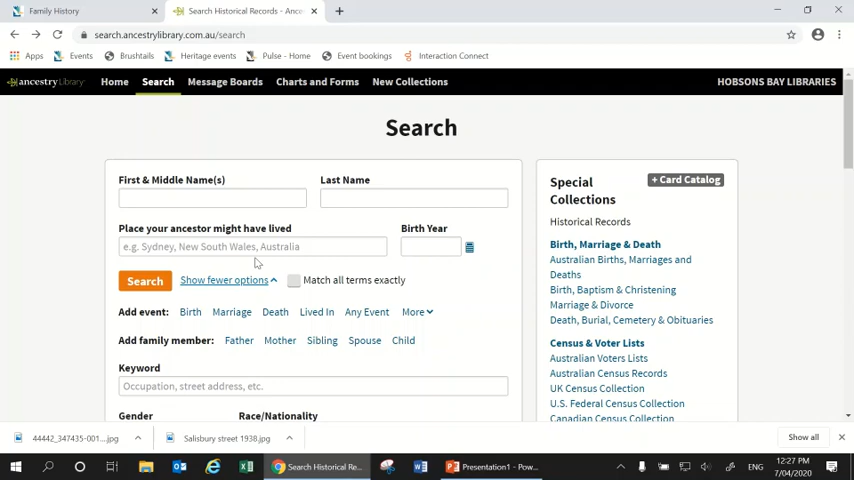 Family History
Search Historical Records - Ance
search.ancestrylibrary.com.au/search
Apps Events Brushtails Heritage events Pulse - Home Event bookings Interaction Connect
ancestryLibrary Home Search Message Boards Charts and Forms New Collections HOBSONS BAY LIBRARIES
Search
First & Middle Name(s) Last Name
Place your ancestor might have lived Birth Year
e.g. Sydney, New South Wales, Australia
Search Show fewer options Match all terms exactly
Add event: Birth Marriage Death Lived In Any Event More
Add family member: Father Mother Sibling Spouse Child
Keyword
Occupation, street address, etc.
Gender Race/Nationality
Special
Collections
+ Card Catalog
Historical Records
Birth, Marriage & Death
Australian Births, Marriages and
Deaths
Birth, Baptism & Christening
Marriage & Divorce
Death, Burial, Cemetery & Obituaries
Census & Voter Lists
Australian Voters Lists
Australian Census Records
UK Census Collection
U.S. Federal Census Collection
Canadian Census Collection
44442_347435-001....jpg Salisbury street 1938.jpg Show all
Search Historical Re... Presentation1 - Pow... ENG 12:27 PM
7/04/2020